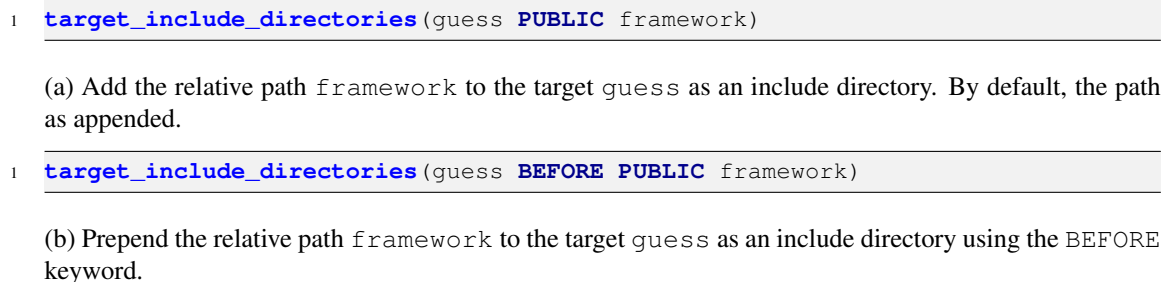 1 target_include_directories(guess PUBLIC framework)
(a) Add the relative path framework to the target guess as an include directory. By default, the path
as appended.
1 target_include_directories(guess BEFORE PUBLIC framework)
(b) Prepend the relative path framework to the target guess as an include directory using the BEFORE
keyword.